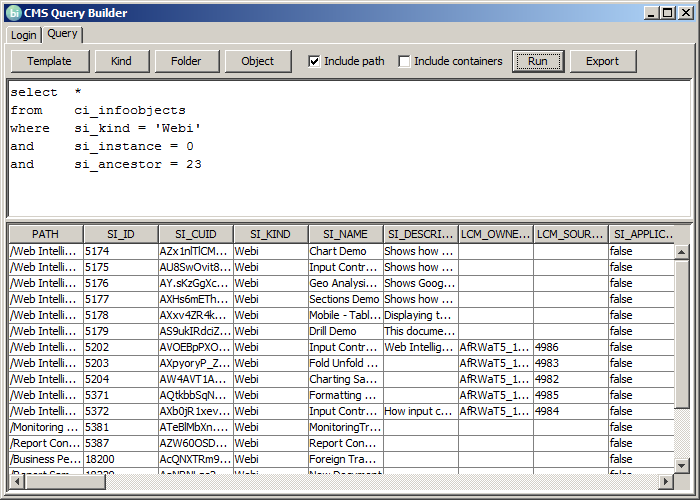 bi CMS Query Builder
Login Query
Template Kind Folder Object Include path Include containers Run Export
select *
from ci_infoobjects
where si_kind = 'Webi'
and si_instance = 0
and si_ancestor = 23
PATH SI_ID SI_CUID SI_KIND SI_NAME SI_DESCRI... LCM_OWNE... LCM_SOUR... SI_APPLIC...
/Web Intelli... 5174 AZx1nlTlCM... Webi Chart Demo Shows how ... false
/Web Intelli... 5175 AU8SwOvit8... Webi Input Contr... Shows how ... false
/Web Intelli... 5176 AY.sKzGgXc... Webi Geo Analysi... Shows Goog... false
/Web Intelli... 5177 AXHs6mETh... Webi Sections Demo Shows how ... false
/Web Intelli... 5178 AXxv4ZR4k... Webi Mobile - Tabl... Displaying t... false
/Web Intelli... 5179 AS9ukIRdciZ... Webi Drill Demo This docume... false
/Web Intelli... 5202 AVOEBpPXO... Webi Input Contr... Web Intellig... AfRWaT5_1... 4986 false
/Web Intelli... 5203 AXpyoryP_Z... Webi Fold Unfold ... AfRWaT5_1... 4983 false
/Web Intelli... 5204 AW4AVT1A... Webi Charting Sa... AfRWaT5_1... 4982 false
/Web Intelli... 5371 AQtkbbSqN... Webi Formatting ... AfRWaT5_1... 4985 false
/Web Intelli... 5372 AXb0jR1xev... Webi Input Contr... How input c... AfRWaT5_1... 4984 false
/Monitoring ... 5381 ATeBlMbXn.... Webi MonitoringTr... false
/Report Con... 5387 AZW60OSD... Webi Report Con... false
/Business Pe... 18200 AcQNXTRm9... Webi Foreign Tra... false